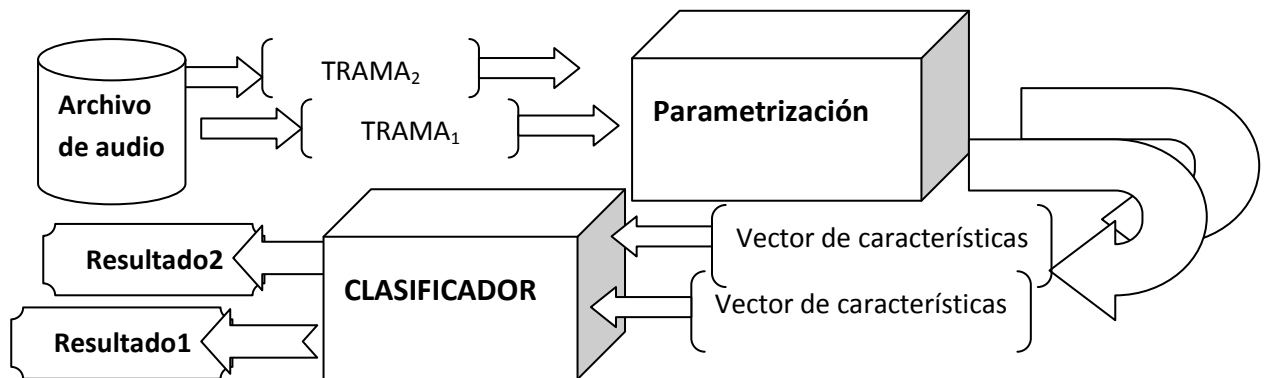 Archivo
de audio
TRAMA₂
TRAMA₁
Parametrización
Vector de características
Vector de características
CLASIFICADOR
Resultado2
Resultado1